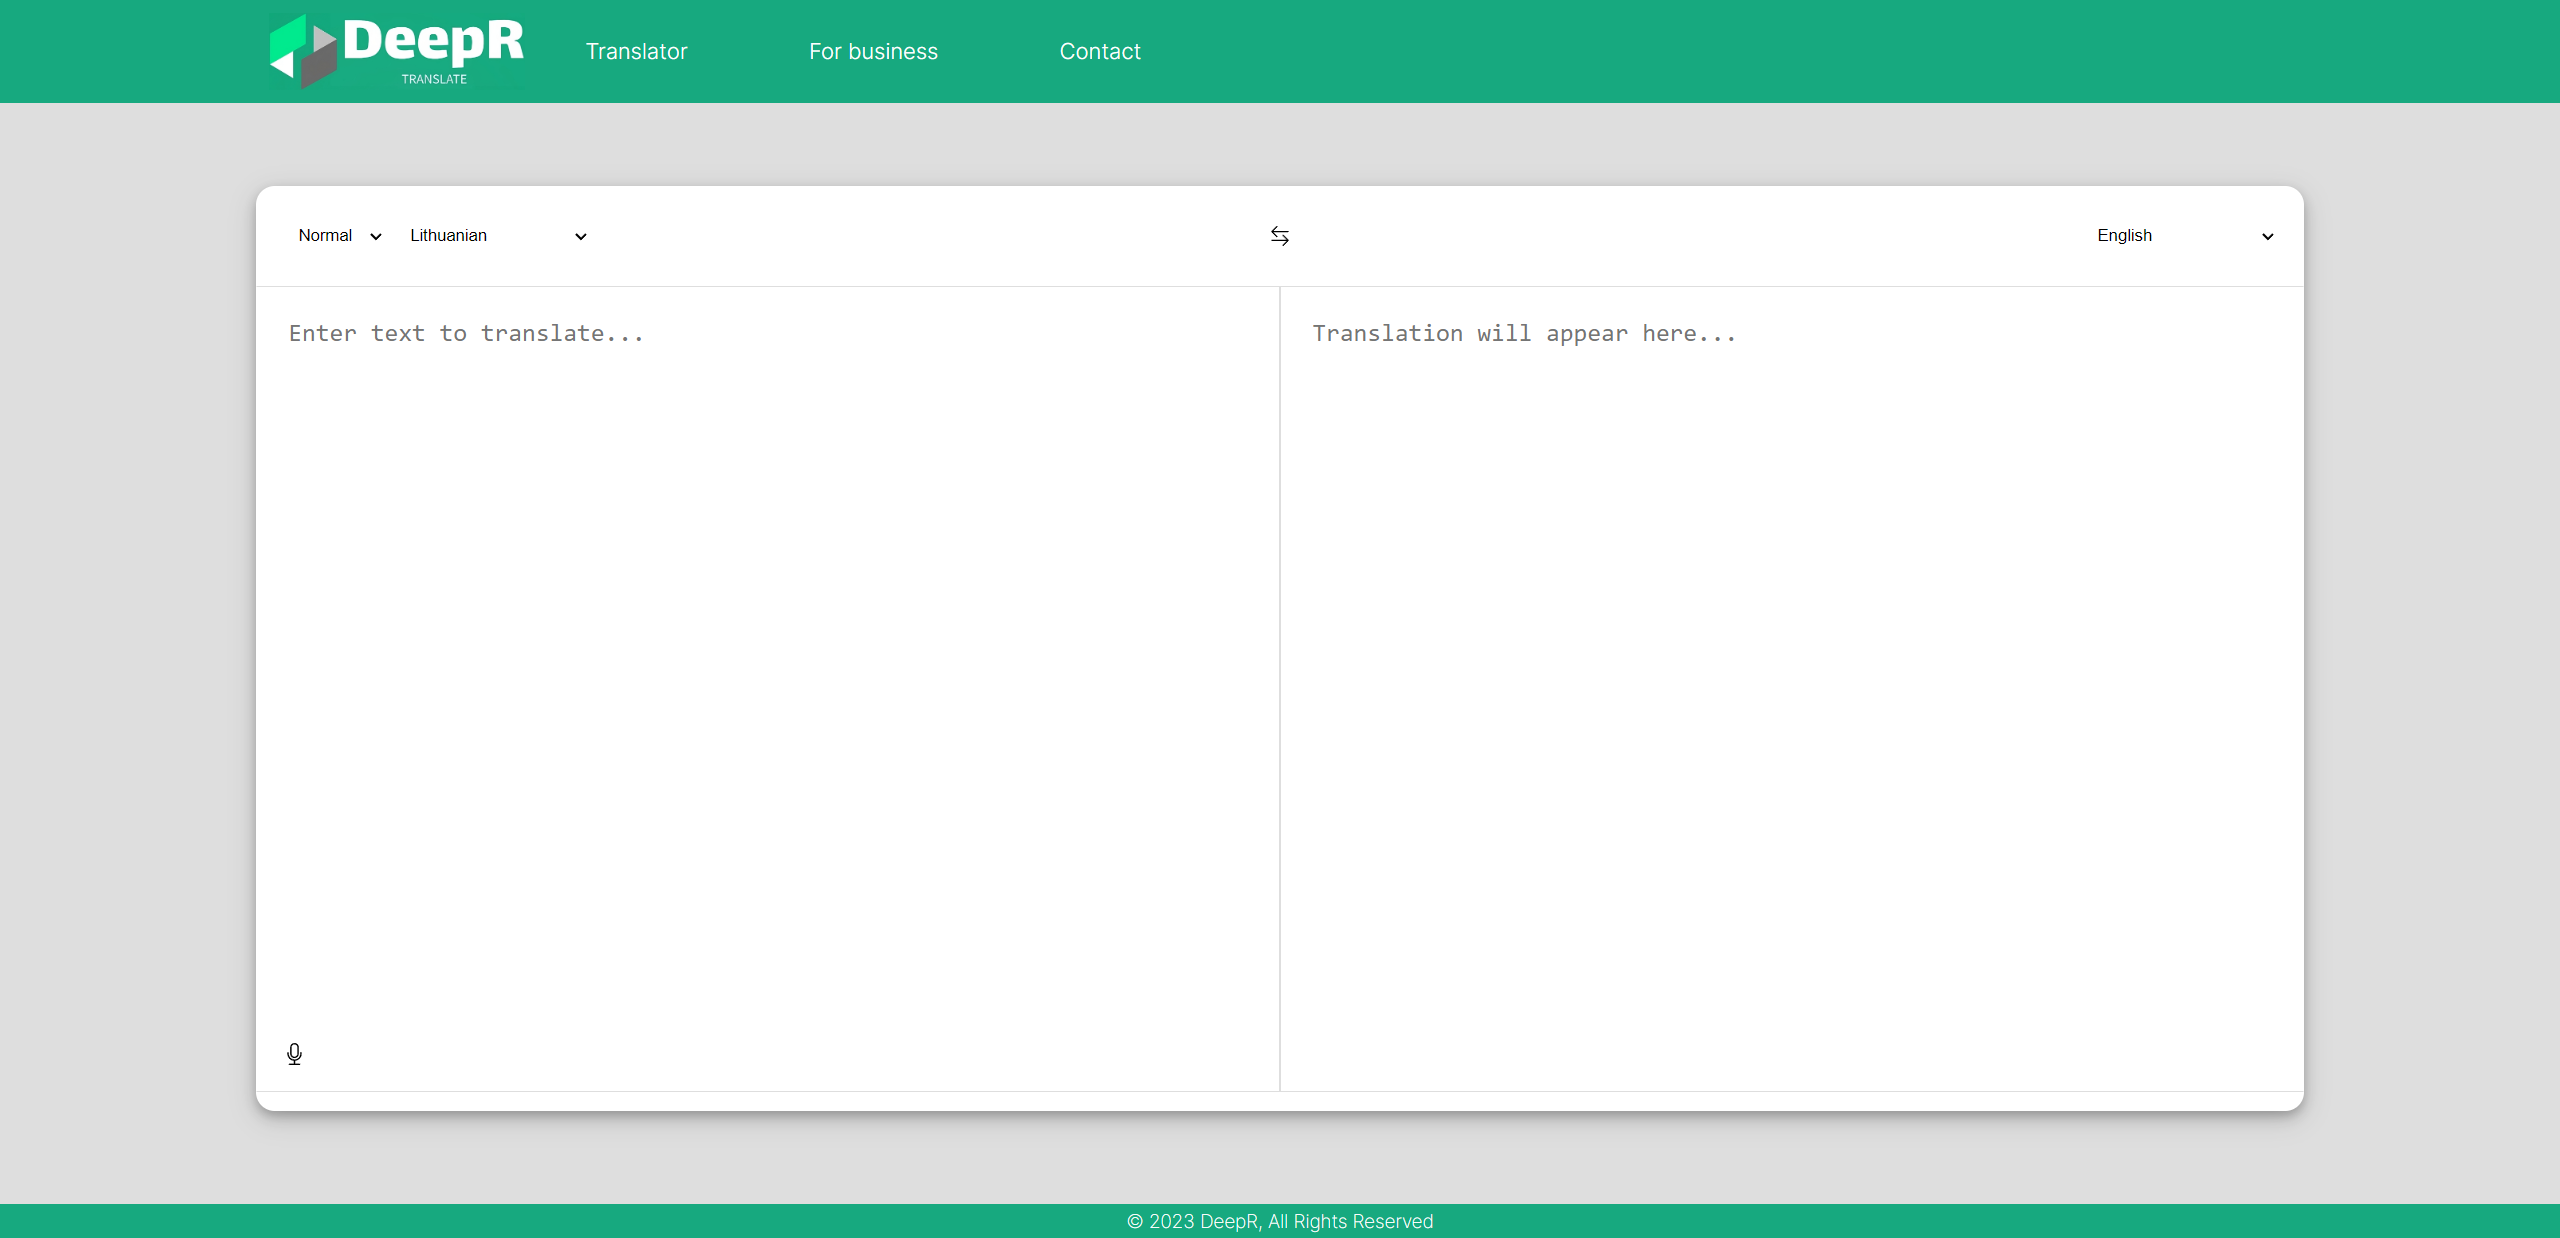 DeepR
TRANSLATE
Translator
For business
Contact
Normal
Lithuanian
English
Enter text to translate...
Translation will appear here...
© 2023 DeepR, All Rights Reserved